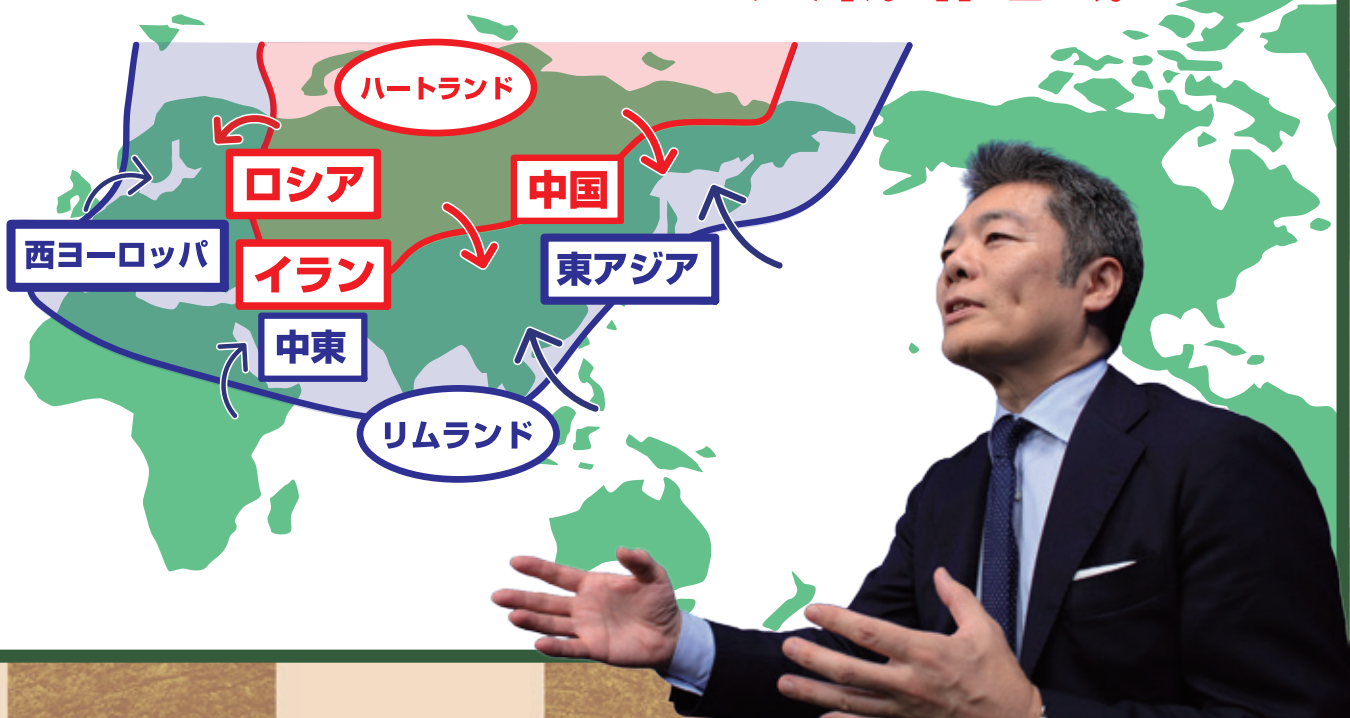 ハートランド
ロシア
中国
西ヨーロッパ
イラン
東アジア
中東
リムランド